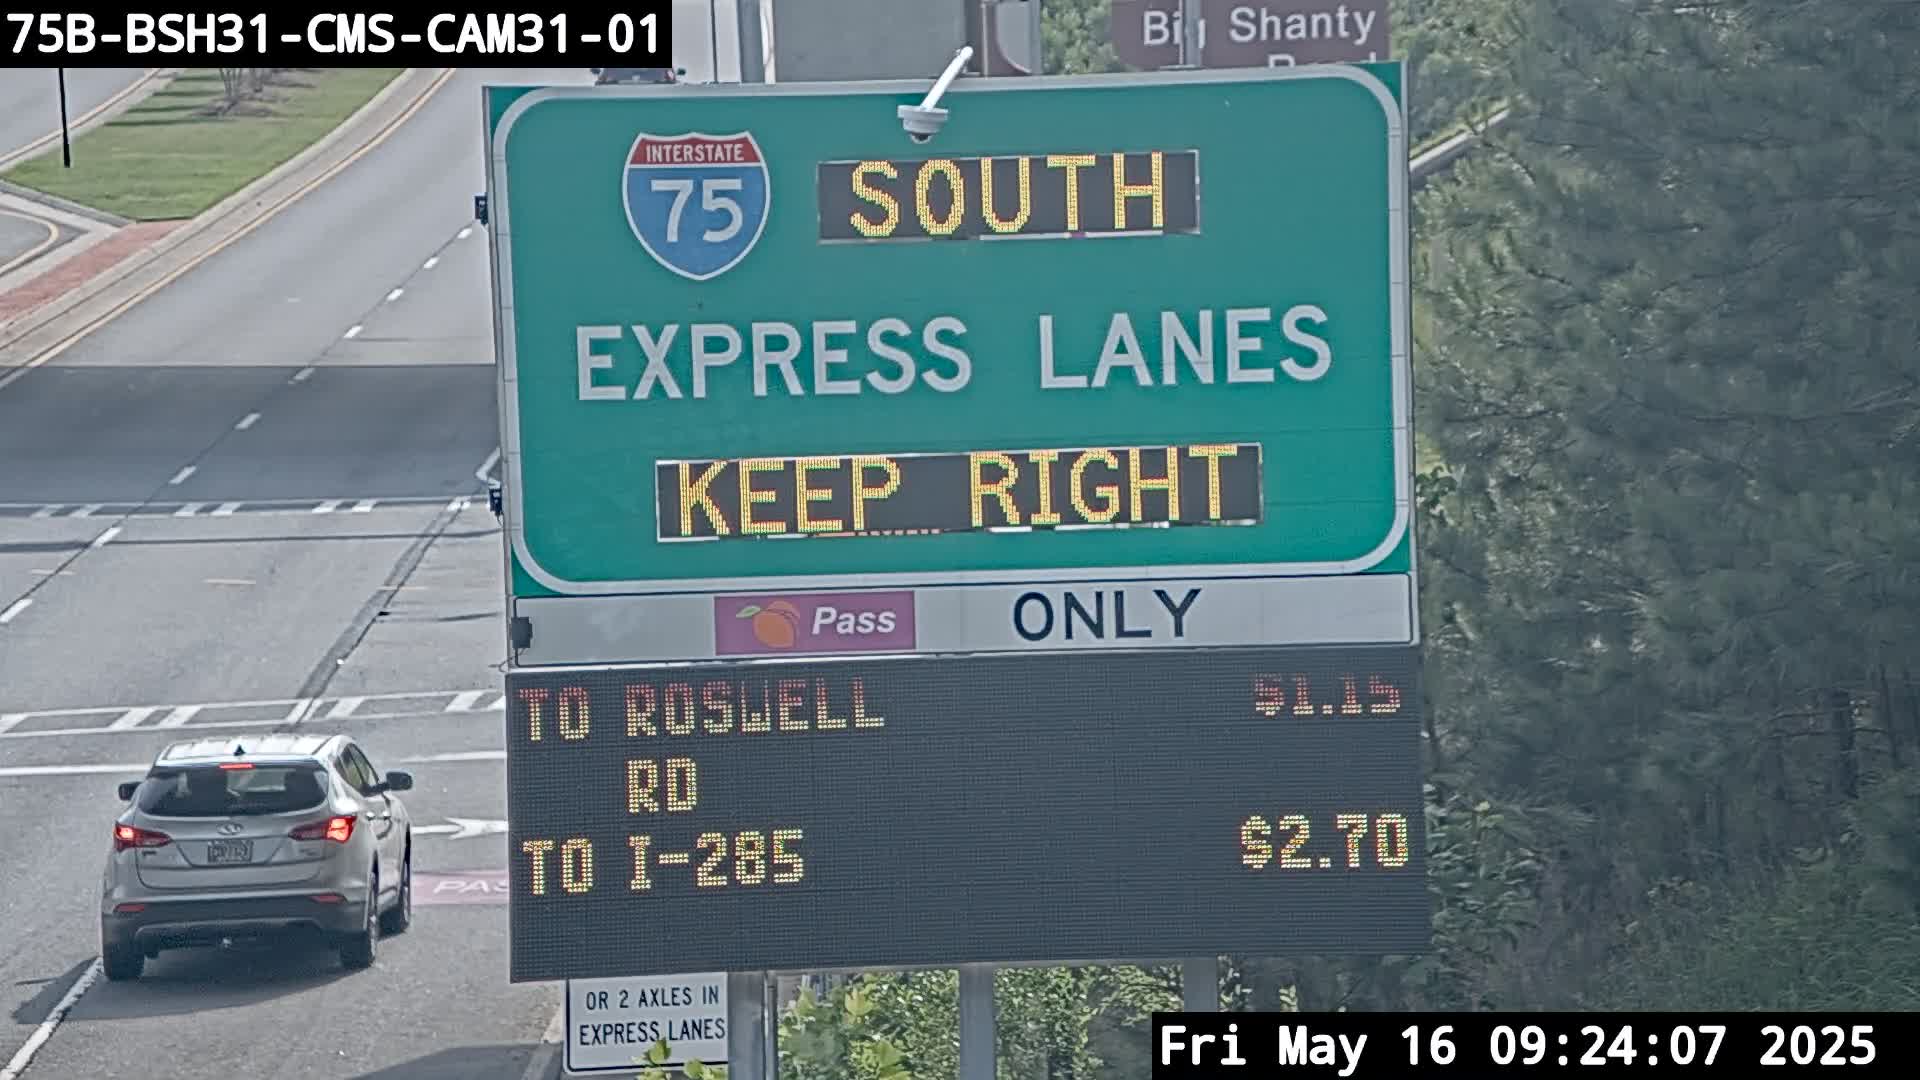 75B-BSH31-CMS-CAM31-01
Big Shanty
INTERSTATE
75
SOUTH
EXPRESS LANES
KEEP RIGHT
Pass
ONLY
TO ROSWELL $1.15
RD
TO I-285 $2.70
OR 2 AXLES IN
EXPRESS LANES
Fri May 16 09:24:07 2025